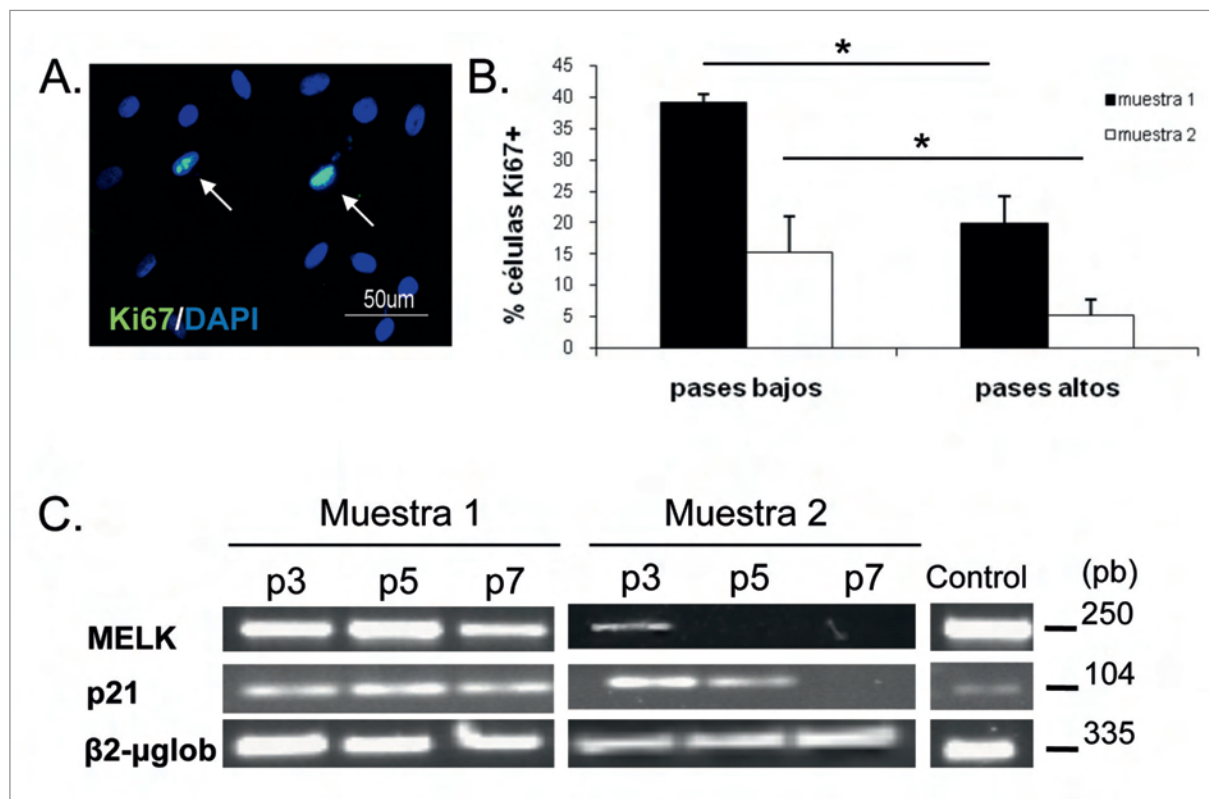 A.
Ki67/DAPI
50um
B.
% células Ki67+
45
40
35
30
25
20
15
10
5
0
*
*
muestra 1
muestra 2
pases bajos
pases altos
C.
Muestra 1
Muestra 2
p3
p5
p7
p3
p5
p7
Control
(pb)
MELK
250
p21
104
β2-µglob
335